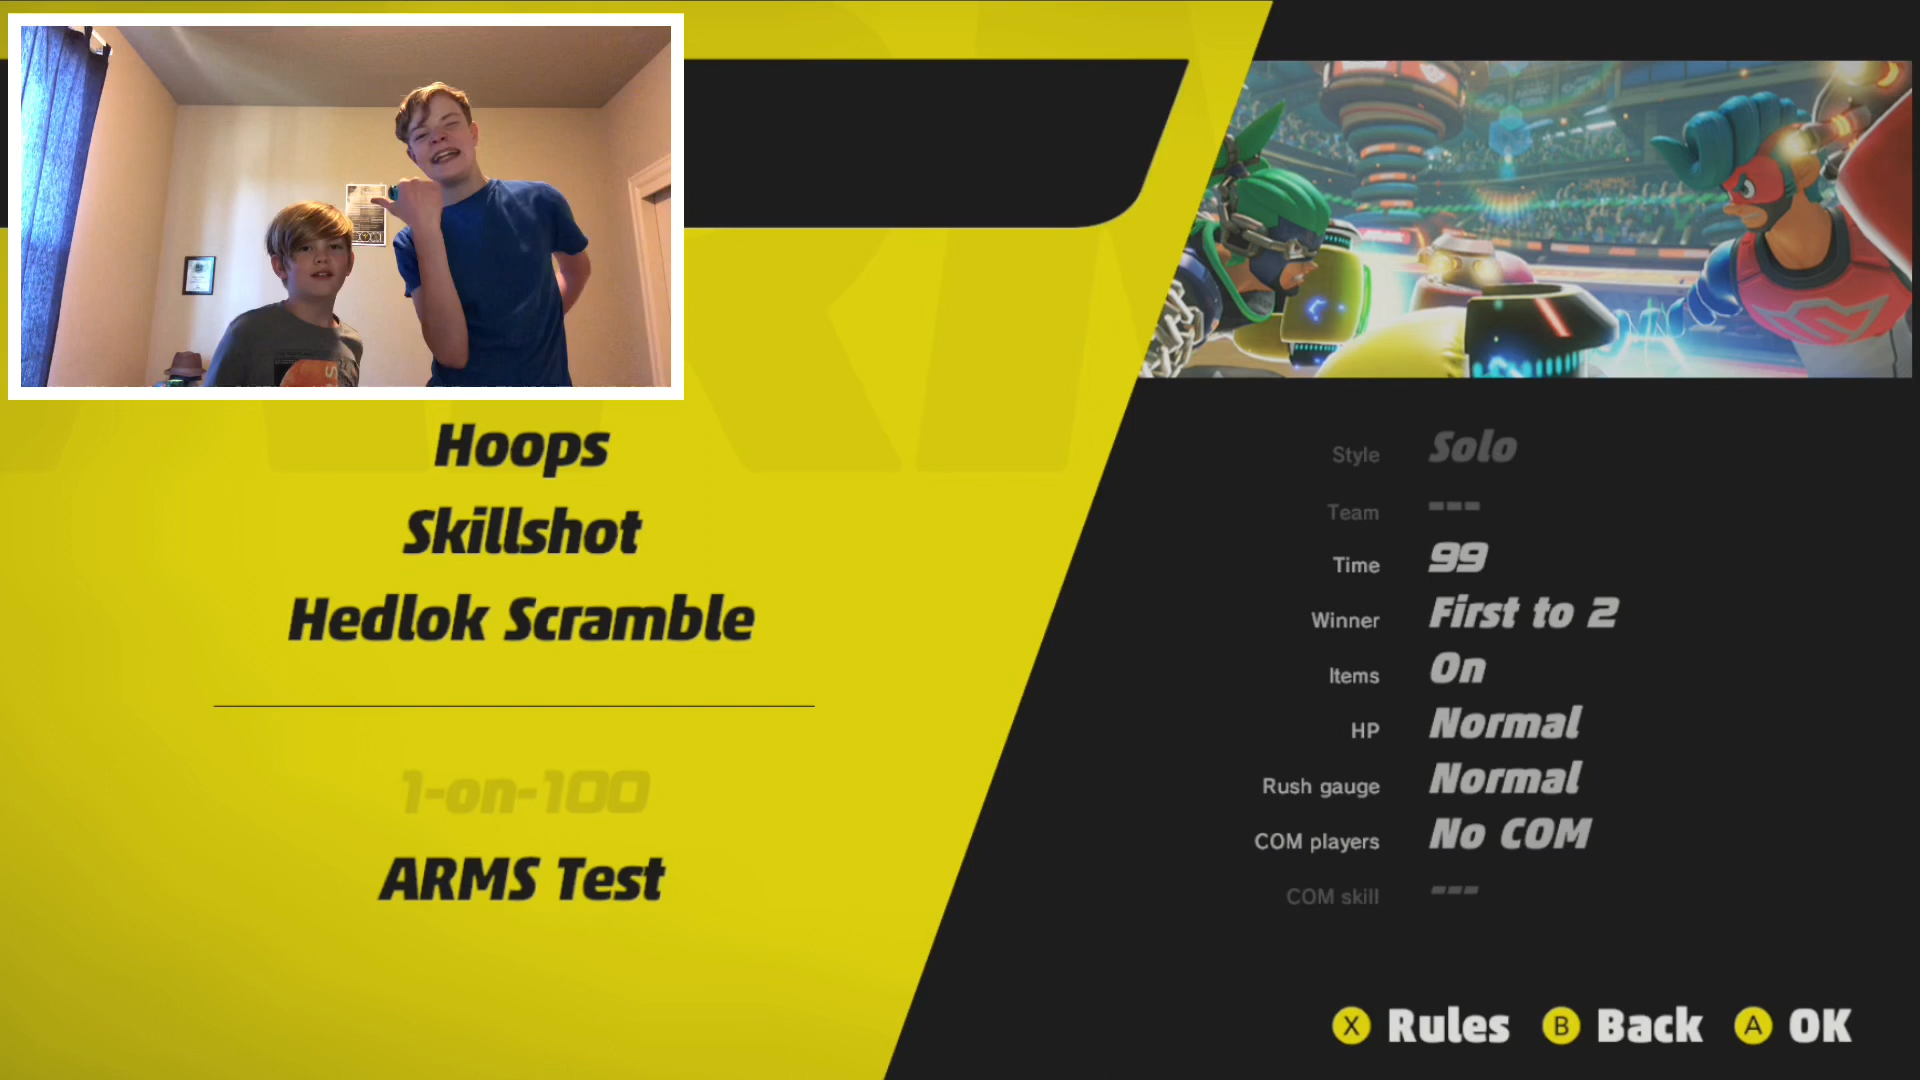 Hoops
Skillshot
Hedlok Scramble
1-on-100
ARMS Test
Style Solo
Team ---
Time 99
Winner First to 2
Items On
HP Normal
Rush gauge Normal
COM players No COM
COM skill ---
X Rules B Back A OK